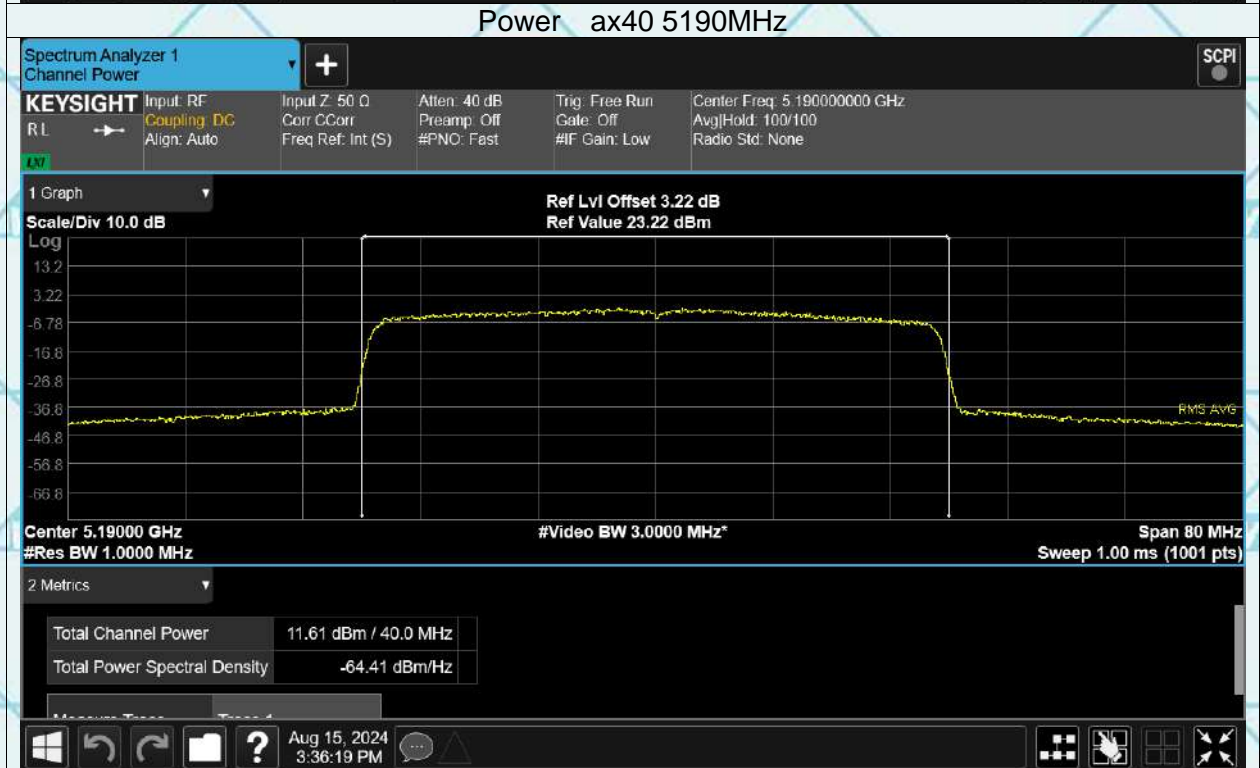 Power ax40 5190MHz
Spectrum Analyzer 1
Channel Power
+
SCPI
KEYSIGHT
RL
LXI
Input: RF
Coupling: DC
Align: Auto
Input Z: 50 Ω
Corr CCorr
Freq Ref: Int (S)
Atten: 40 dB
Preamp: Off
#PNO: Fast
Trig: Free Run
Gate: Off
#IF Gain: Low
Center Freq: 5.190000000 GHz
Avg|Hold: 100/100
Radio Std: None
1 Graph
Scale/Div 10.0 dB
Ref Lvl Offset 3.22 dB
Ref Value 23.22 dBm
Log
13.2
3.22
-6.78
-16.8
-26.8
-36.8
-46.8
-56.8
-66.8
RMS AVG
Center 5.19000 GHz
#Res BW 1.0000 MHz
#Video BW 3.0000 MHz*
Span 80 MHz
Sweep 1.00 ms (1001 pts)
2 Metrics
Total Channel Power 11.61 dBm / 40.0 MHz
Total Power Spectral Density -64.41 dBm/Hz
?
Aug 15, 2024
3:36:19 PM